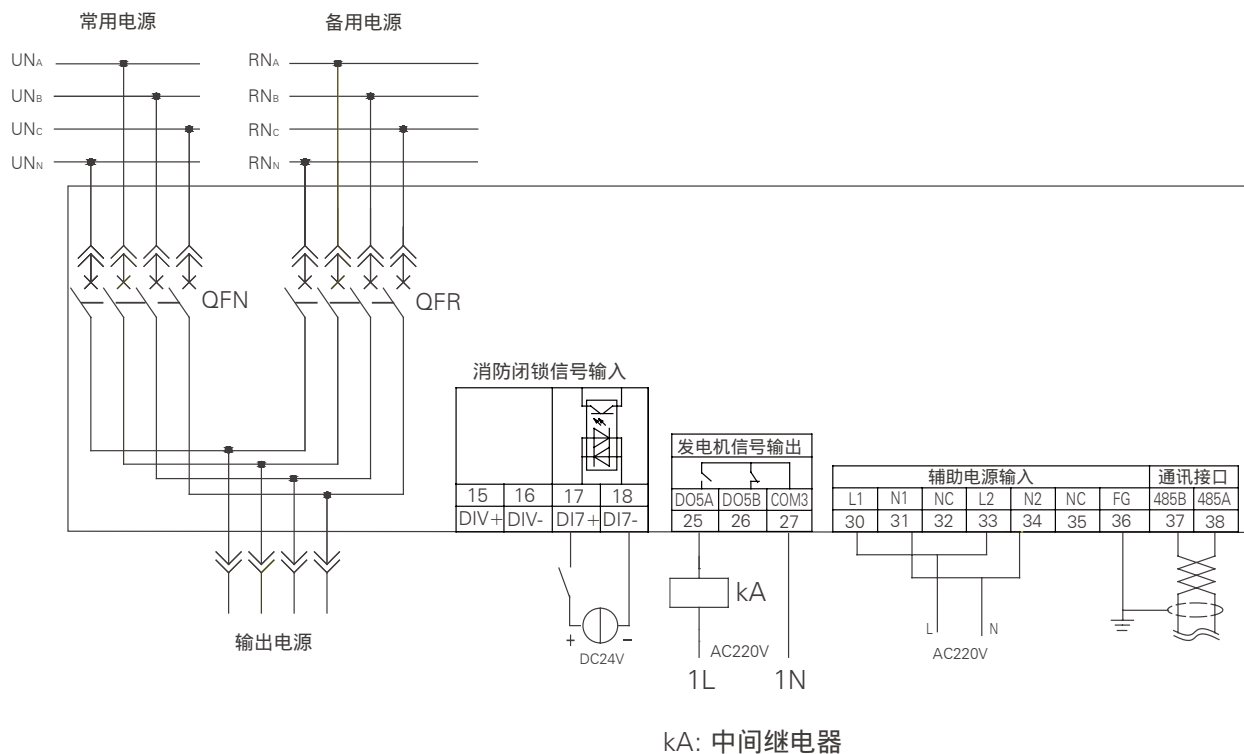 常用电源 备用电源
UNA RNA
UNB RNB
UNC RNC
UNN RNN
QFN QFR
消防闭锁信号输入
15 16 17 18
DIV+ DIV- DI7+ DI7-
发电机信号输出
DO5A DO5B COM3
25 26 27
辅助电源输入 通讯接口
L1 N1 NC L2 N2 NC FG 485B 485A
30 31 32 33 34 35 36 37 38
kA
+ -
DC24V
L N
AC220V
AC220V
1L 1N
输出电源
kA: 中间继电器